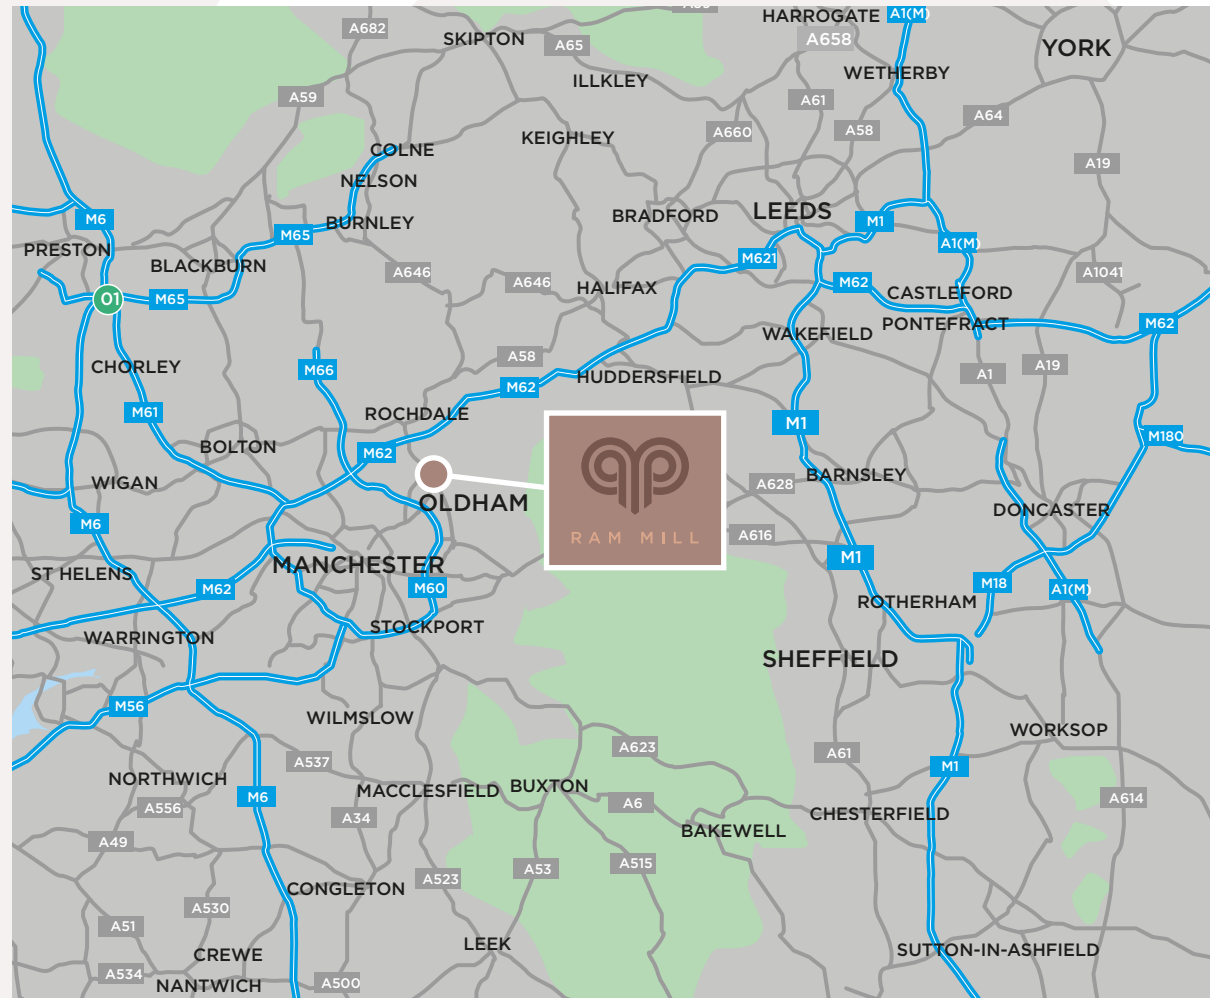 HARROGATE
A1(M)
A682
SKIPTON
A65
A658
YORK
ILLKLEY
WETHERBY
A59
A61
A64
KEIGHLEY
A660
A58
COLNE
A19
NELSON
M6
BURNLEY
BRADFORD
LEEDS
M1
M65
PRESTON
A1(M)
BLACKBURN
M621
A646
A646
A1041
HALIFAX
M62
CASTLEFORD
01
M65
PONTEFRACT
M62
WAKEFIELD
A58
CHORLEY
M66
HUDDERSFIELD
A19
A1
M62
M61
ROCHDALE
M1
BOLTON
M62
M180
WIGAN
BARNSLEY
A628
OLDHAM
DONCASTER
M6
RAM MILL
A616
MANCHESTER
M1
ST HELENS
M62
M60
M18
A1(M)
ROTHERHAM
STOCKPORT
WARRINGTON
SHEFFIELD
M56
WILMSLOW
WORKSOP
A623
A61
A537
M1
NORTHWICH
MACCLESFIELD
BUXTON
M6
A614
A556
A6
CHESTERFIELD
A34
BAKEWELL
A49
A515
A53
A523
CONGLETON
A530
A51
LEEK
SUTTON-IN-ASHFIELD
CREWE
A534
NANTWICH
A500